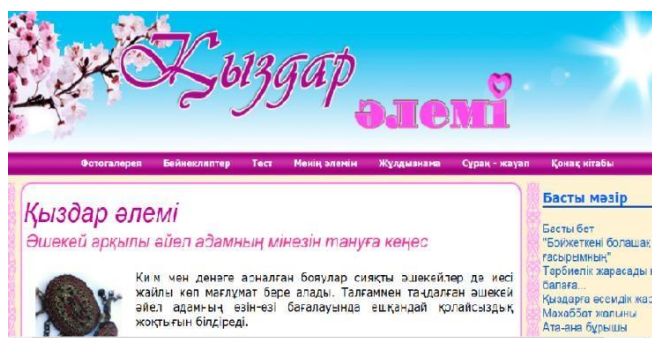 Қыздар
әлемі
Фотогалерея Бейнеклиптер Тест Менің әлемім Жұлдызнама Сұрақ - жауап Қонақ кітабы
Қыздар әлемі
Әшекей арқылы әйел адамның мінезін тануға кеңес
Киім мен денеге арналған бояулар сияқты әшекейлер де иесі
жайлы көп мағлұмат бере алады. Талғаммен таңдалған әшекей
әйел адамның өзін-өзі бағалауында ешқандай қолайсыздық
жоқтығын білдіреді.
Басты мәзір
Басты бет
"Бойжеткені болашақ
ғасырымның"
Тәрбиелік жарасады
балаға...
Қыздарға әсемдік
Махаббат жалыны
Ата-ана бұрышы